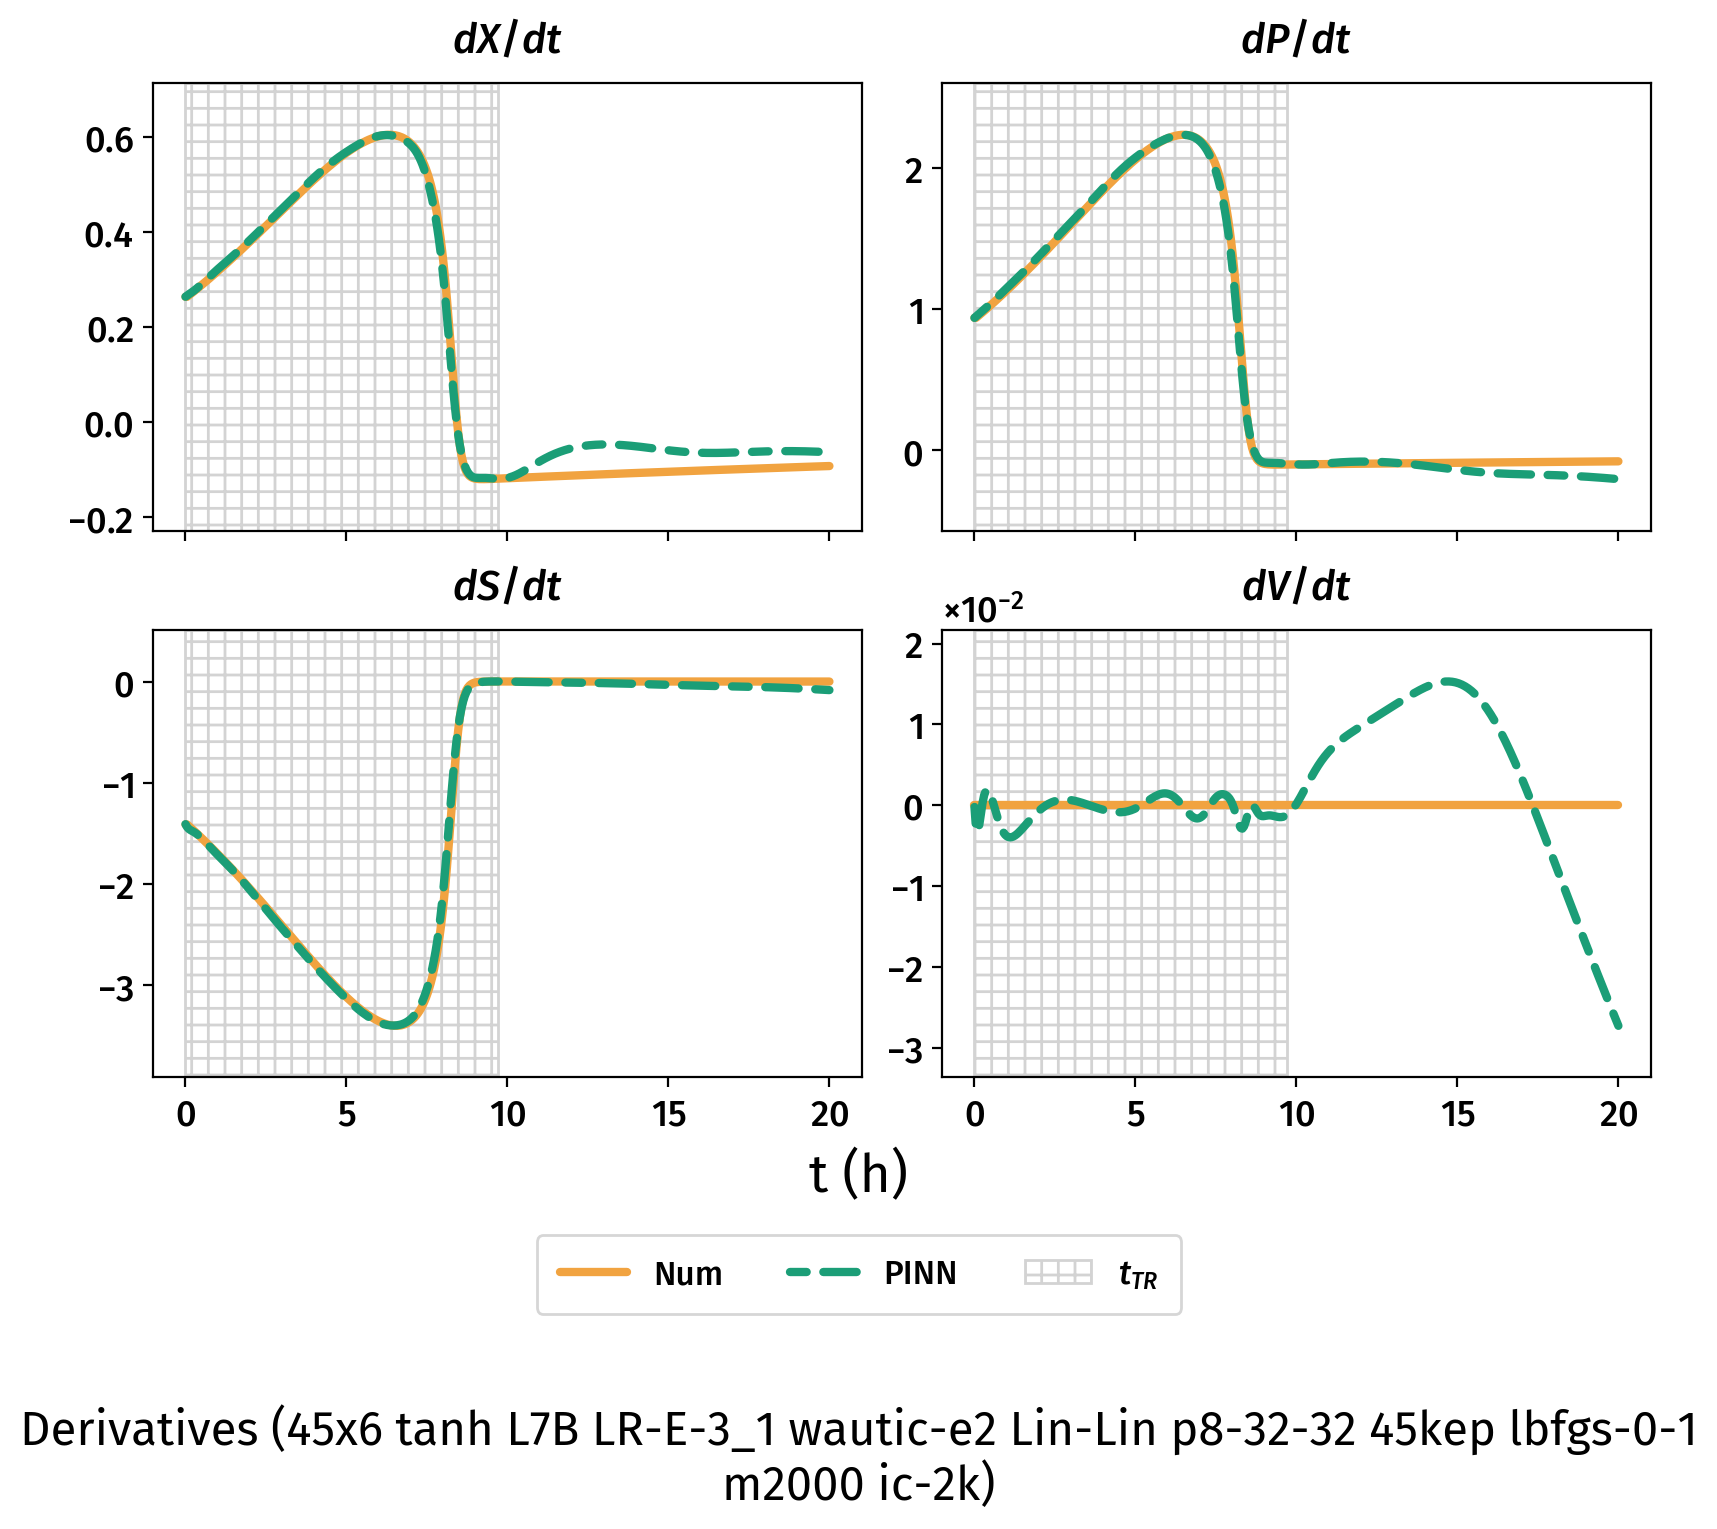 dX/dt
dP/dt
0.6
0.4
0.2
0.0
−0.2
2
1
0
dS/dt
dV/dt
×10⁻²
0
−1
−2
−3
2
1
0
−1
−2
−3
0 5 10 15 20
0 5 10 15 20
t (h)
Num PINN t_TR
Derivatives (45x6 tanh L7B LR-E-3_1 wautic-e2 Lin-Lin p8-32-32 45kep lbfgs-0-1
m2000 ic-2k)